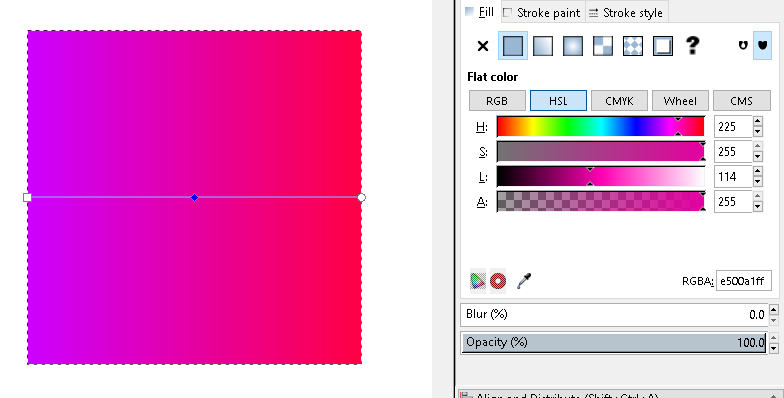 Fill Stroke paint Stroke style
Flat color
RGB HSL CMYK Wheel CMS
H: 225
S: 255
L: 114
A: 255
RGBA: e500a1ff
Blur (%) 0.0
Opacity (%) 100.0
Align and Distribute (Shift+Ctrl+A)